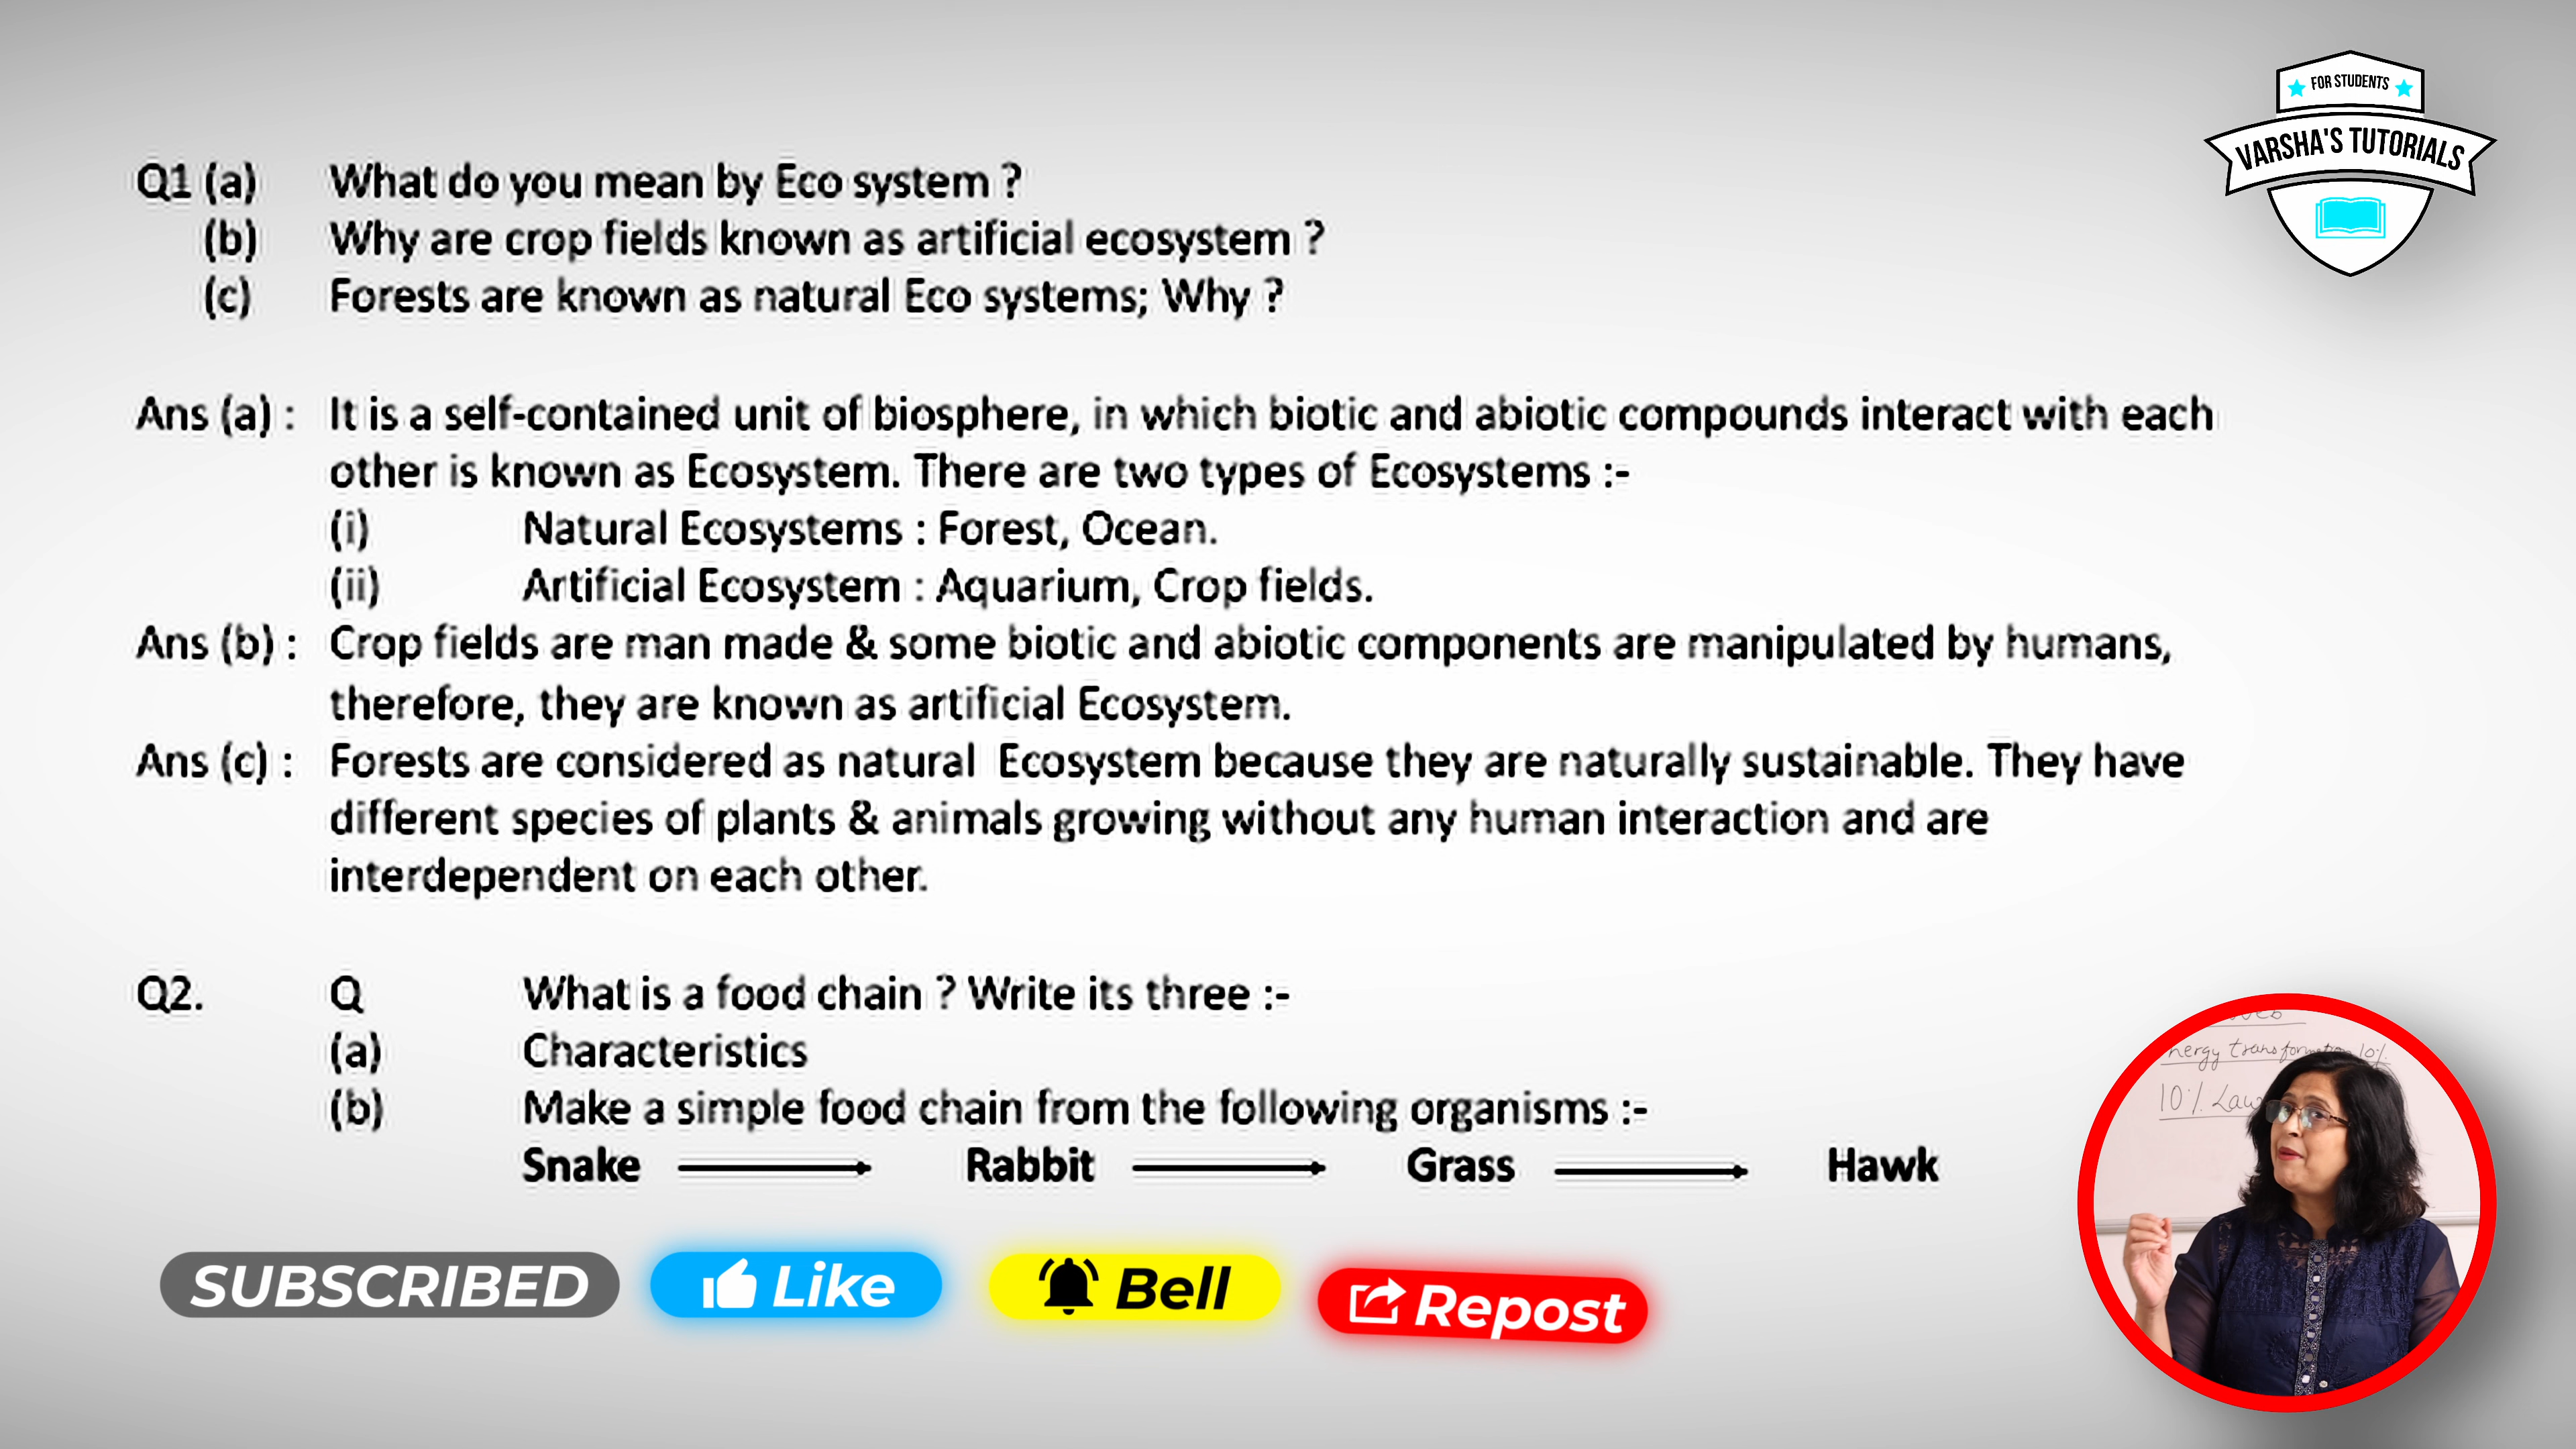 FOR STUDENTS
VARSHA'S TUTORIALS
Q1 (a) What do you mean by Eco system ?
(b) Why are crop fields known as artificial ecosystem ?
(c) Forests are known as natural Eco systems; Why ?
Ans (a) : It is a self-contained unit of biosphere, in which biotic and abiotic compounds interact with each
other is known as Ecosystem. There are two types of Ecosystems :-
(i) Natural Ecosystems : Forest, Ocean.
(ii) Artificial Ecosystem : Aquarium, Crop fields.
Ans (b) : Crop fields are man made & some biotic and abiotic components are manipulated by humans,
therefore, they are known as artificial Ecosystem.
Ans (c) : Forests are considered as natural Ecosystem because they are naturally sustainable. They have
different species of plants & animals growing without any human interaction and are
interdependent on each other.
Q2. Q What is a food chain ? Write its three :-
(a) Characteristics
(b) Make a simple food chain from the following organisms :-
Snake Rabbit Grass Hawk
SUBSCRIBED Like Bell Repost
10% Law